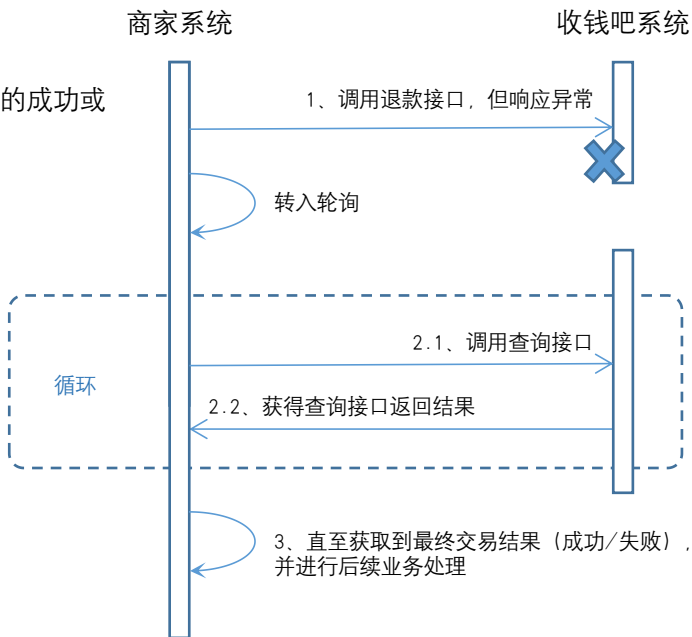 商家系统
收钱吧系统
的成功或
1、调用退款接口，但响应异常
转入轮询
2.1、调用查询接口
循环
2.2、获得查询接口返回结果
3、直至获取到最终交易结果（成功/失败），
并进行后续业务处理